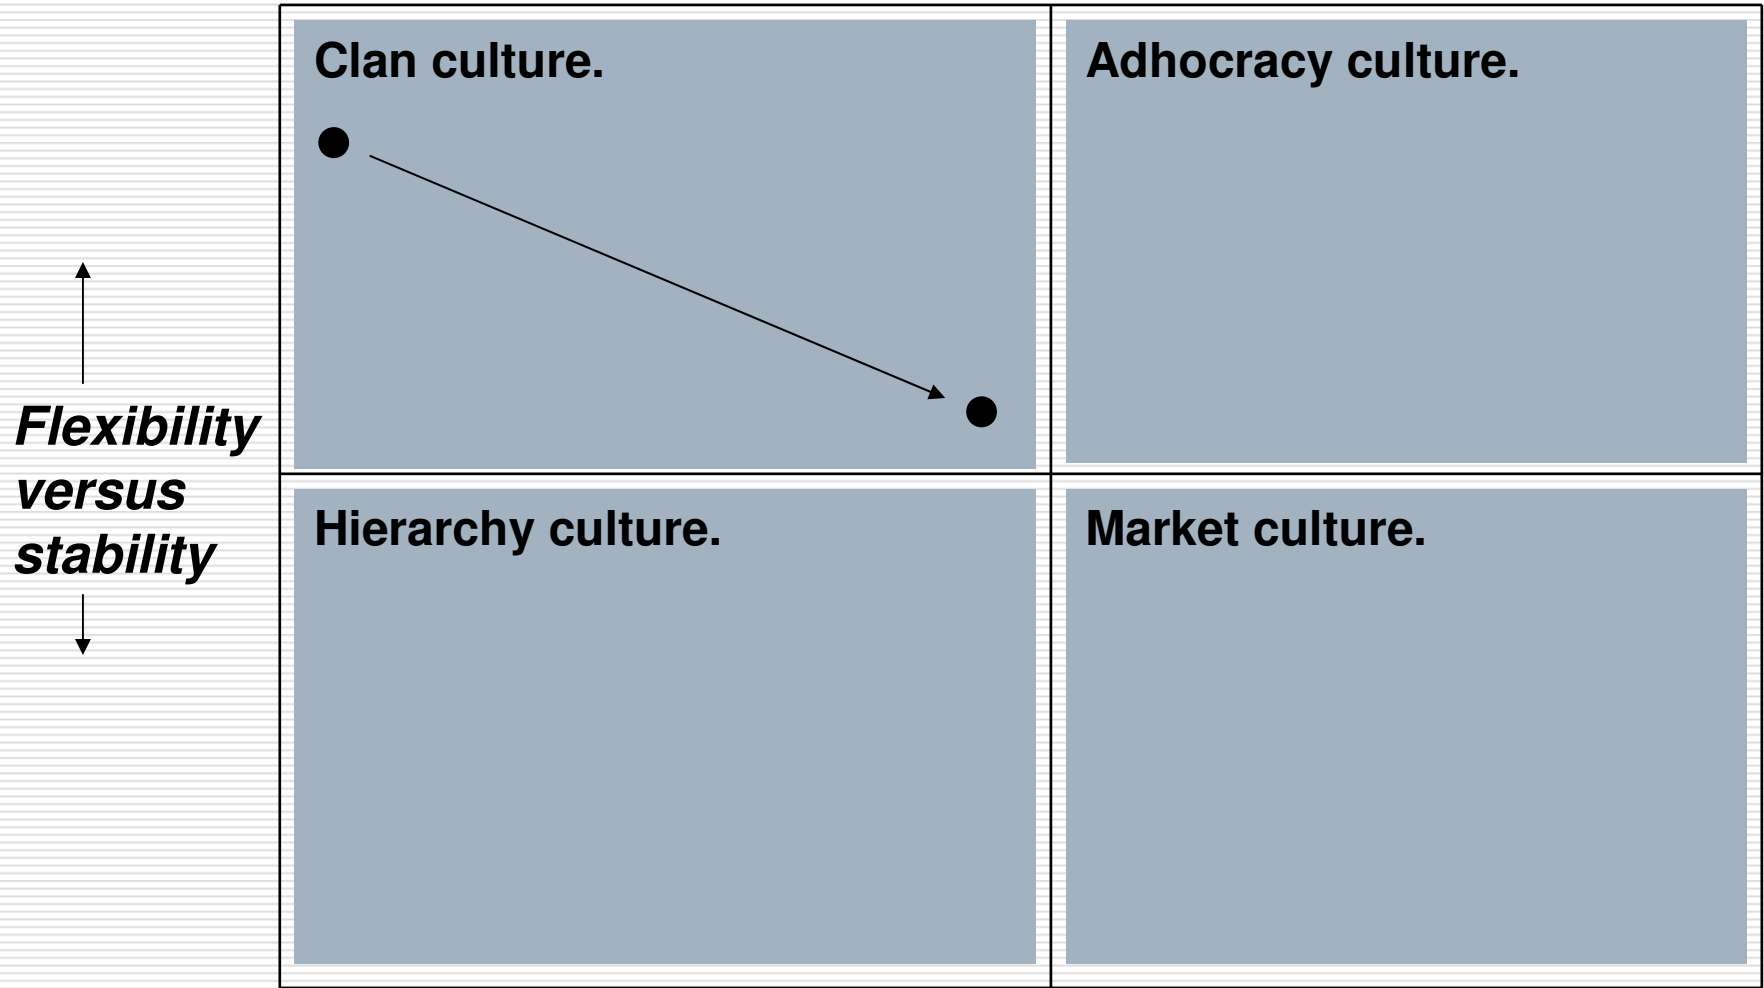 Clan culture.
Adhocracy culture.
Flexibility
versus
stability
Hierarchy culture.
Market culture.